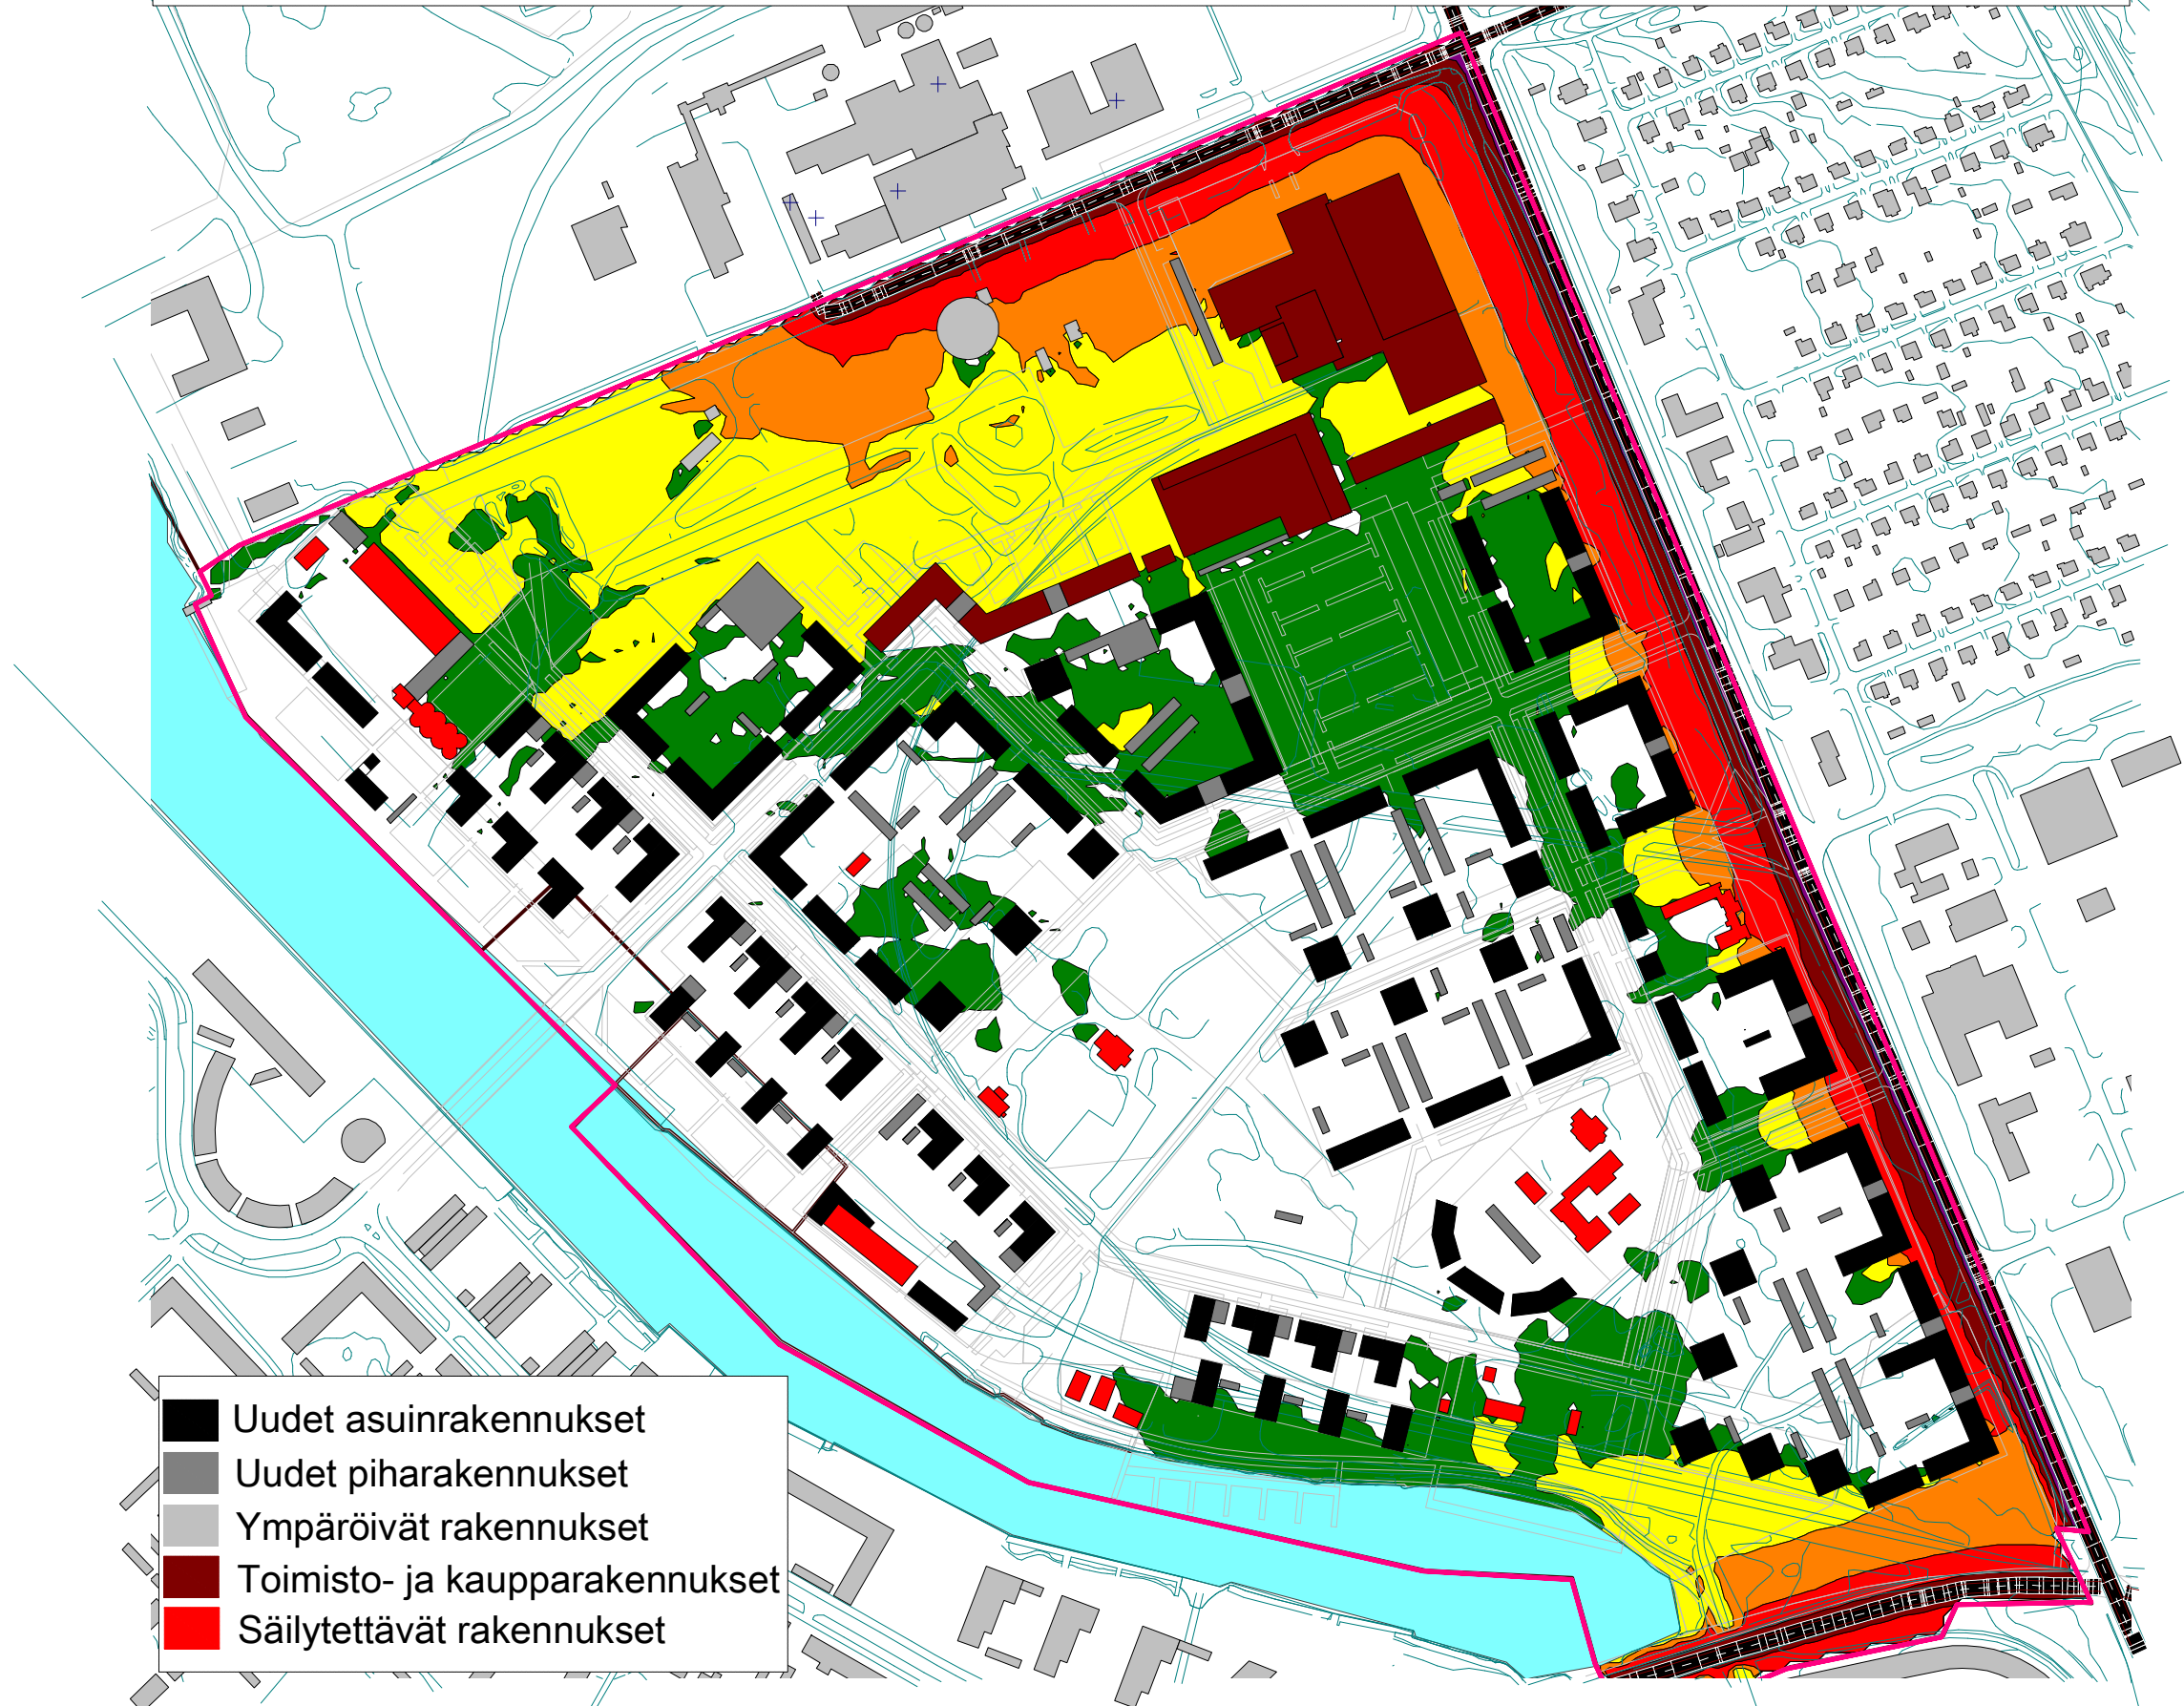 Uudet asuinrakennukset
Uudet piharakennukset
Ympäröivät rakennukset
Toimisto- ja kaupparakennukset
Säilytettävät rakennukset